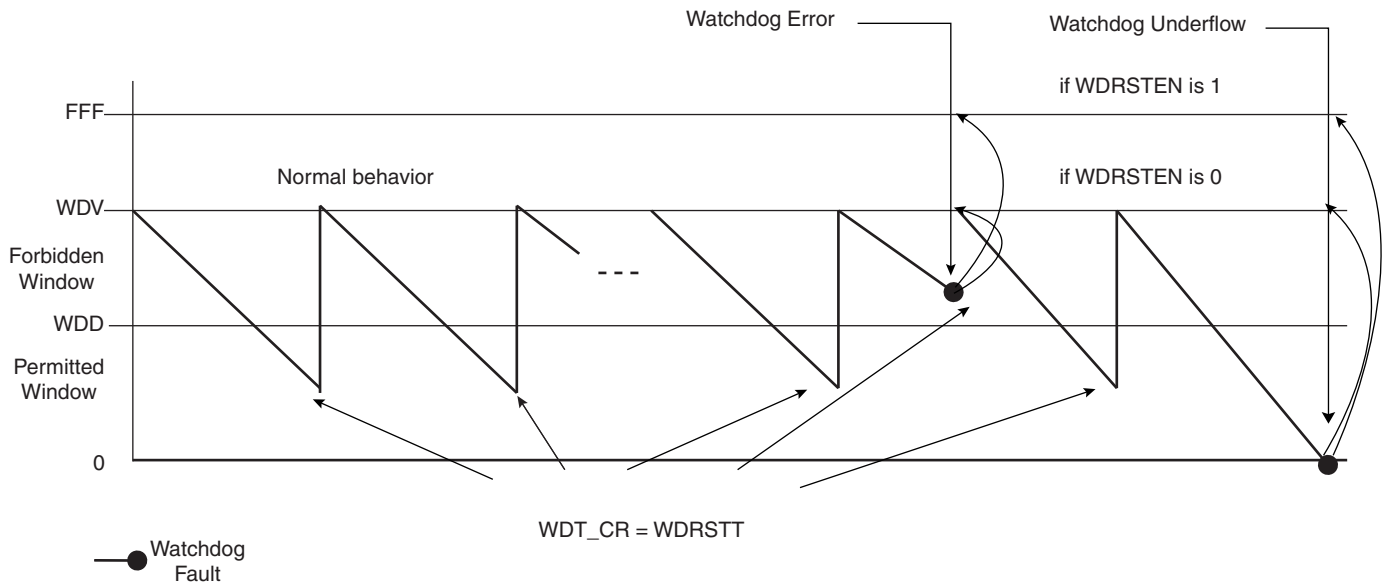 Watchdog Error
Watchdog Underflow
if WDRSTEN is 1
FFF
Normal behavior
if WDRSTEN is 0
WDV
Forbidden
Window
WDD
Permitted
Window
0
WDT_CR = WDRSTT
Watchdog
Fault